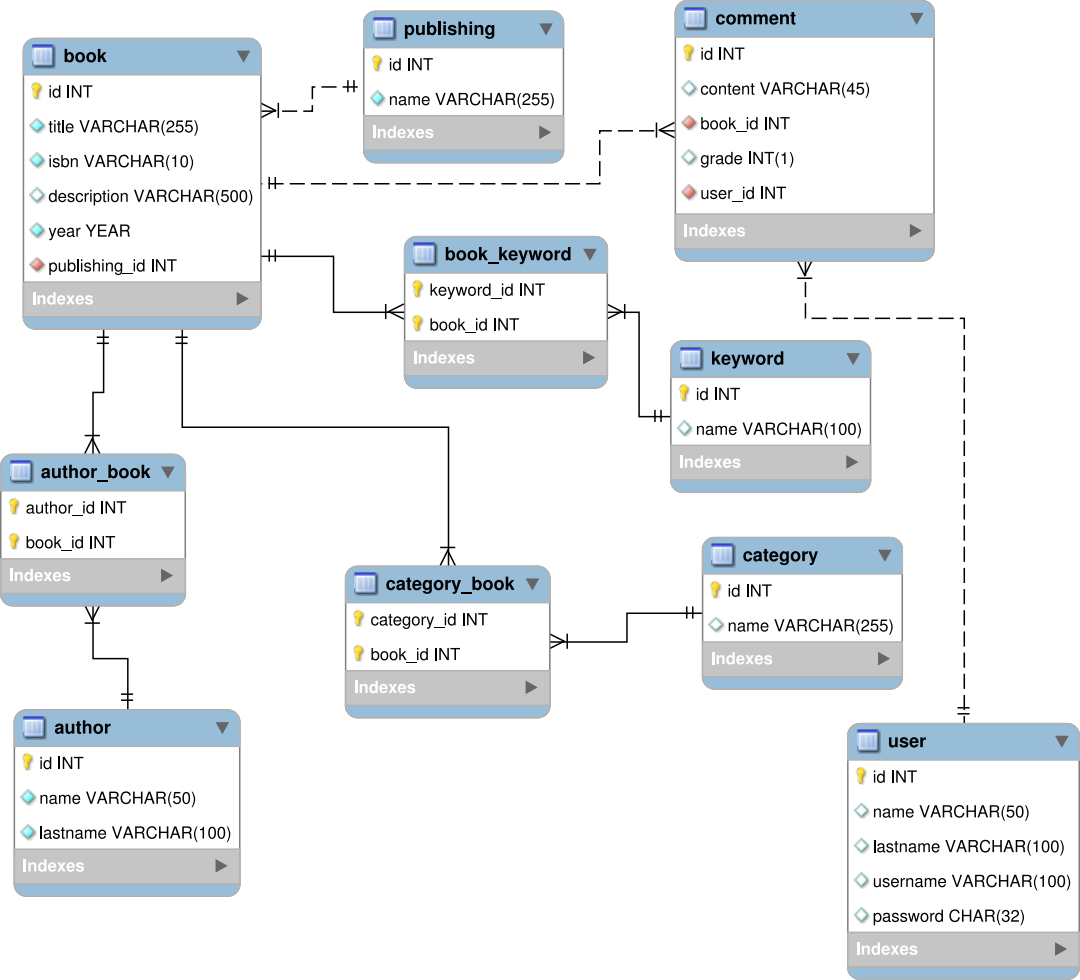 book
id INT
title VARCHAR(255)
isbn VARCHAR(10)
description VARCHAR(500)
year YEAR
publishing_id INT
Indexes
publishing
id INT
name VARCHAR(255)
Indexes
comment
id INT
content VARCHAR(45)
book_id INT
grade INT(1)
user_id INT
Indexes
book_keyword
keyword_id INT
book_id INT
Indexes
keyword
id INT
name VARCHAR(100)
Indexes
author_book
author_id INT
book_id INT
Indexes
category_book
category_id INT
book_id INT
Indexes
category
id INT
name VARCHAR(255)
Indexes
author
id INT
name VARCHAR(50)
lastname VARCHAR(100)
Indexes
user
id INT
name VARCHAR(50)
lastname VARCHAR(100)
username VARCHAR(100)
password CHAR(32)
Indexes